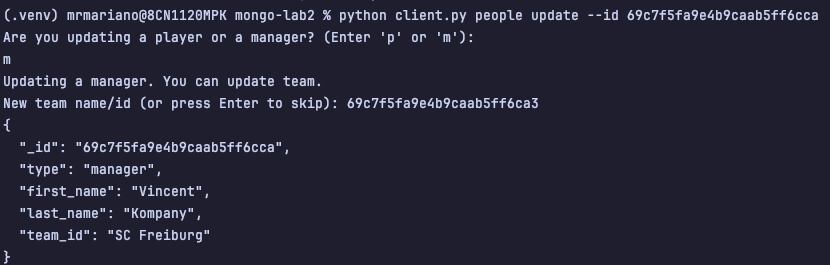 (.venv) mrmariano@8CN1120MPK mongo-lab2 % python client.py people update --id 69c7f5fa9e4b9caab5ff6cca
Are you updating a player or a manager? (Enter 'p' or 'm'):
m
Updating a manager. You can update team.
New team name/id (or press Enter to skip): 69c7f5fa9e4b9caab5ff6ca3
{
  "_id": "69c7f5fa9e4b9caab5ff6cca",
  "type": "manager",
  "first_name": "Vincent",
  "last_name": "Kompany",
  "team_id": "SC Freiburg"
}